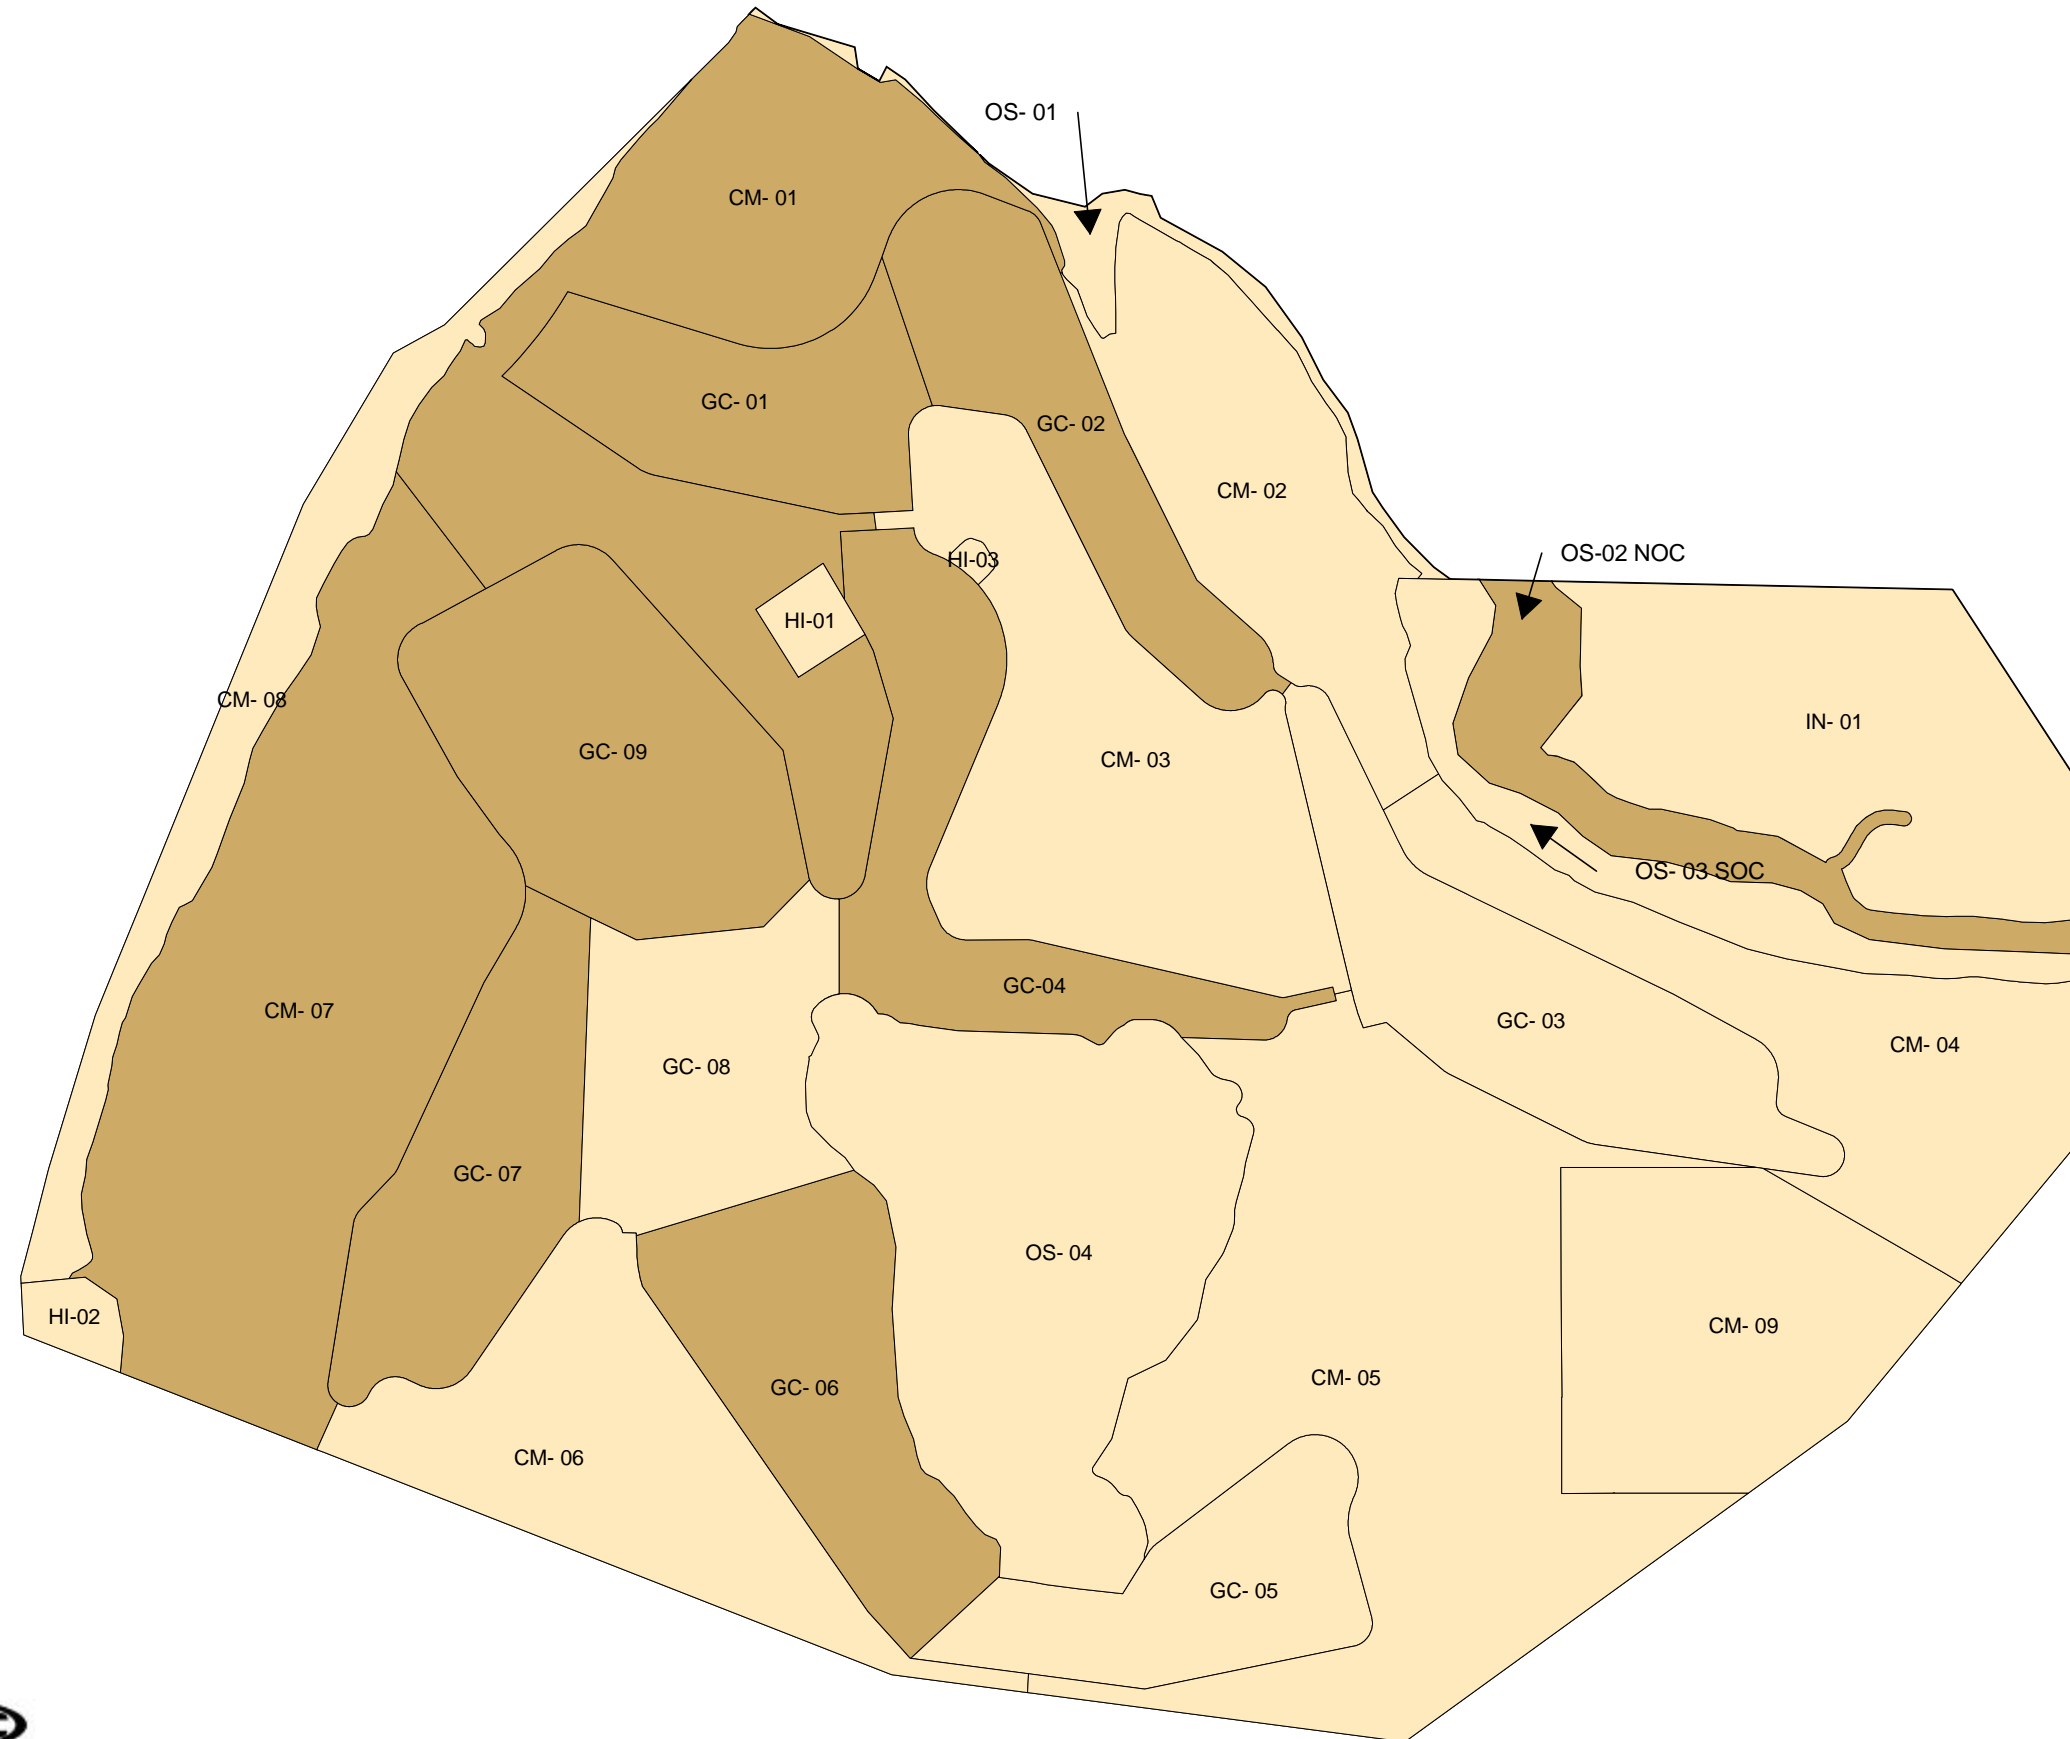 OS- 01
CM- 01
GC- 01
GC- 02
CM- 02
OS-02 NOC
HI-03
HI-01
CM- 08
IN- 01
GC- 09
CM- 03
OS- 03 SOC
GC-04
CM- 07
GC- 03
CM- 04
GC- 08
GC- 07
OS- 04
HI-02
CM- 09
CM- 05
GC- 06
CM- 06
GC- 05